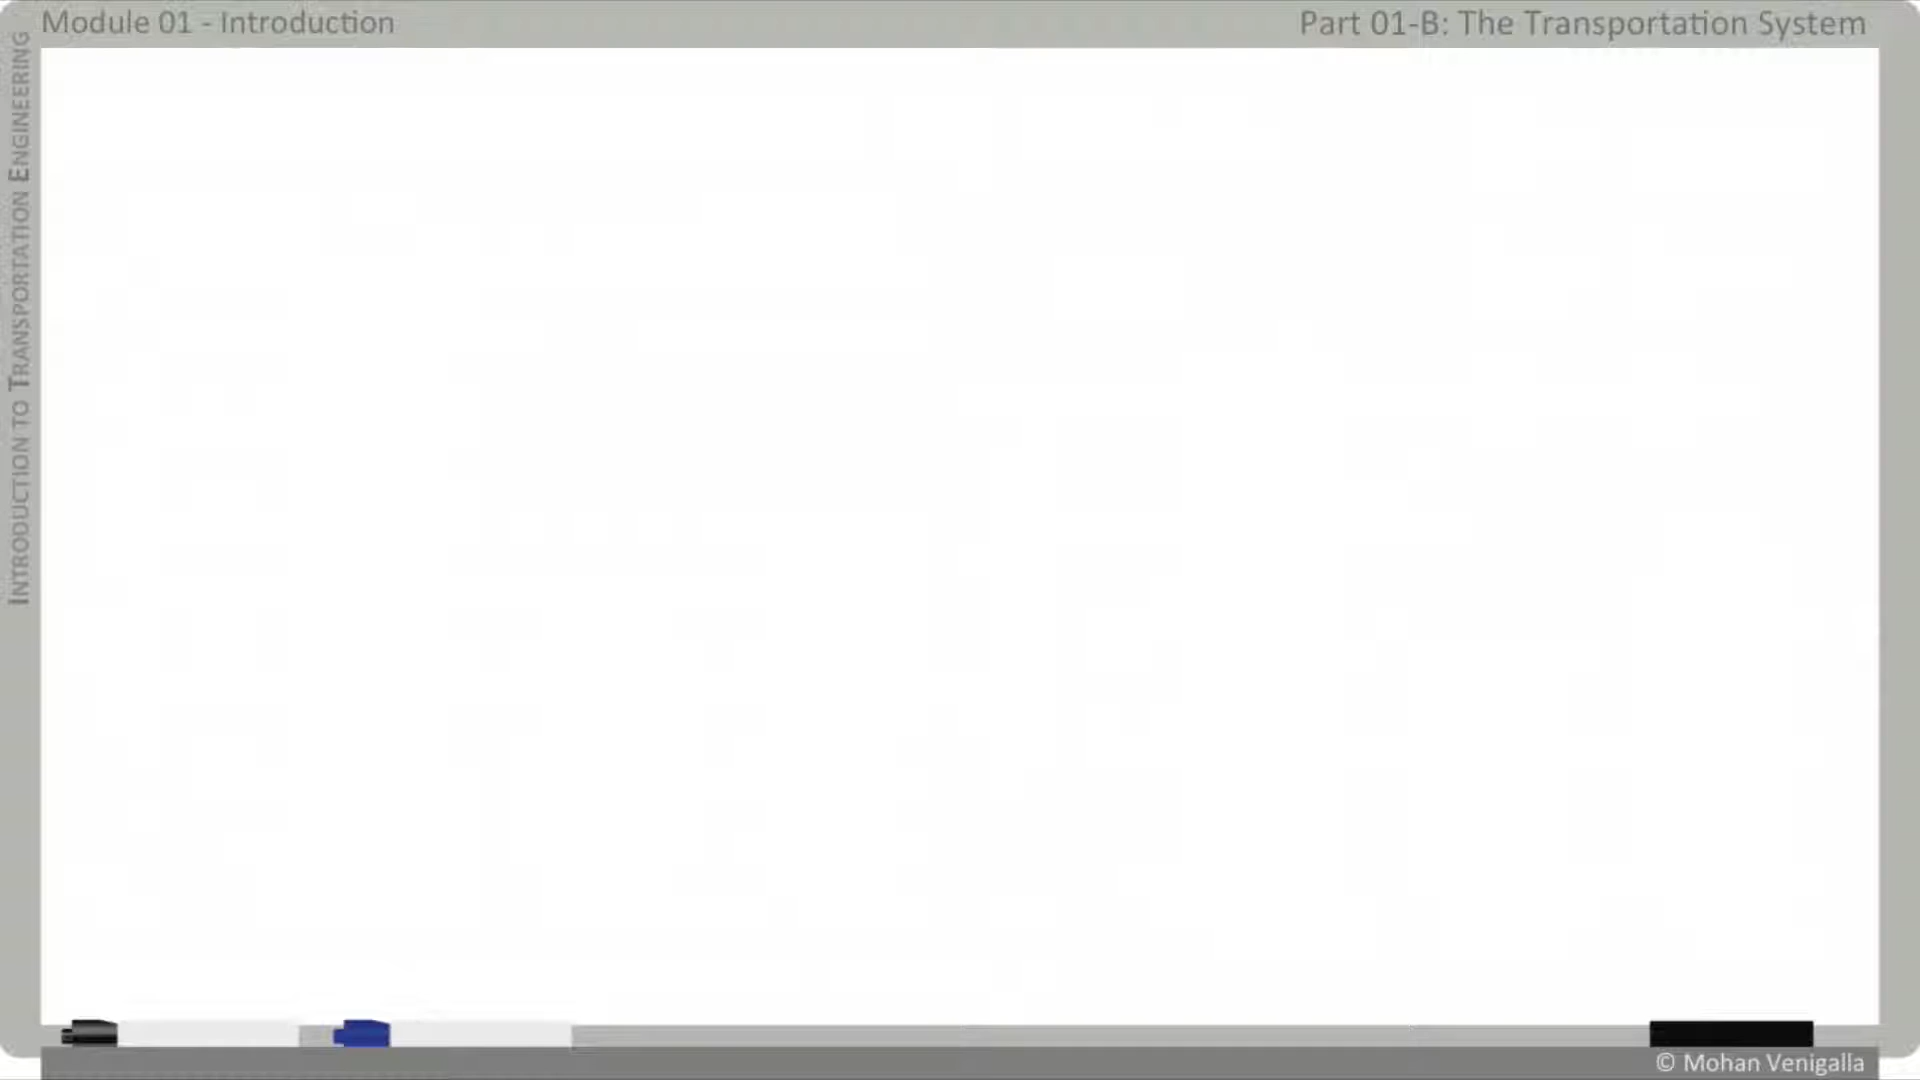 Module 01 - Introduction
Part 01-B: The Transportation System
INTRODUCTION TO TRANSPORTATION ENGINEERING
© Mohan Venigalla